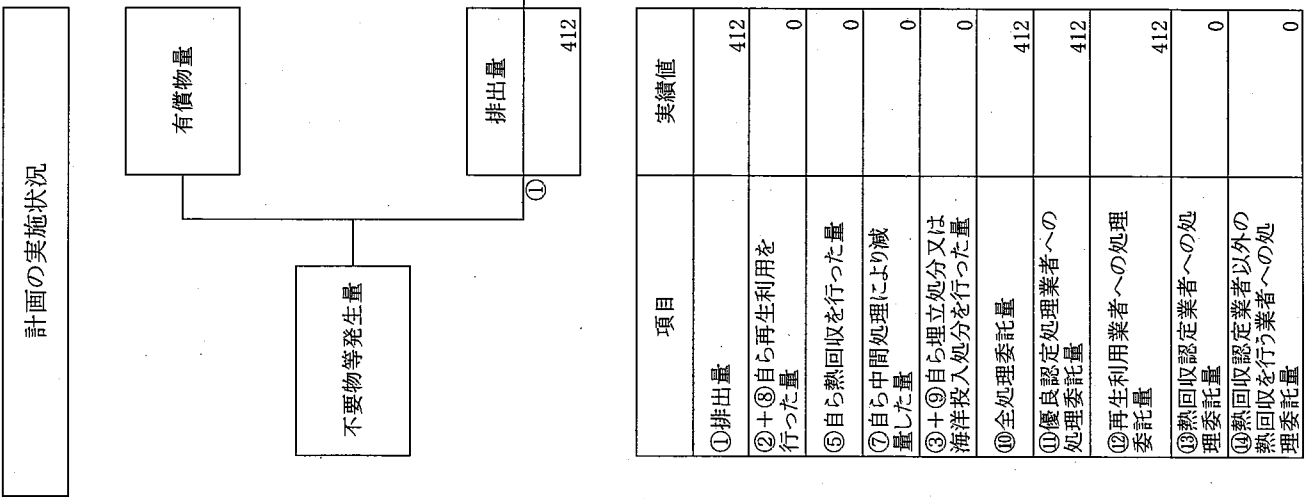 計画の実施状況
有償物量
不要物等発生量
排出量
①
412
項目
実績値
①排出量
412
②+⑧自ら再生利用を
行った量
0
⑤自ら熱回収を行った量
0
⑦自ら中間処理により減
量した量
0
③+⑨自ら埋立処分又は
海洋投入処分を行った量
0
⑩全処理委託量
412
⑪優良認定処理業者への
処理委託量
412
⑫再生利用業者への処理
委託量
412
⑬熱回収認定業者への処
理委託量
0
⑭熱回収認定業者以外の
熱回収を行う業者への処
理委託量
0